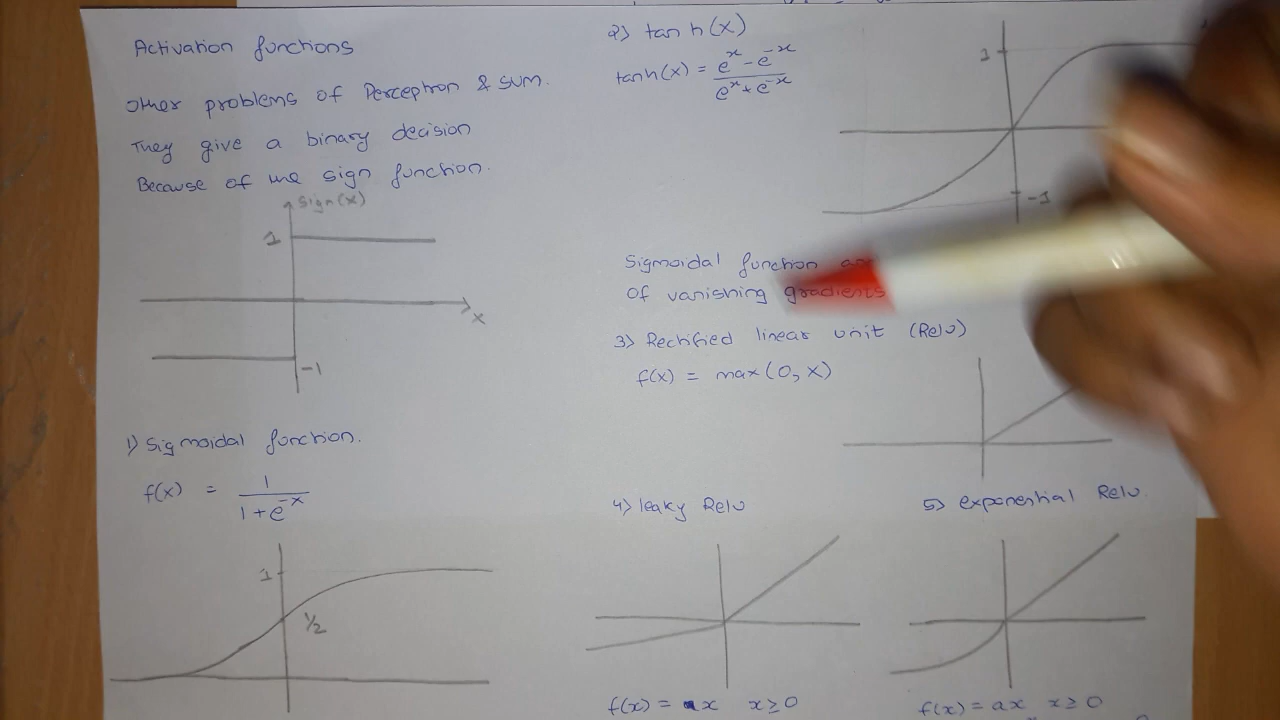 Activation functions
Other problems of Perceptron & SVM.
They give a binary decision
Because of the sign function.
Sign(x)
1
x
-1
1) Sigmoidal function.
f(x) = 1 / 1+e^-x
1
1/2
2) tan h(x)
tanh(x) = e^x - e^-x / e^x + e^-x
1
-1
Sigmoidal function
of vanishing gradients
3) Rectified linear unit (Relu)
f(x) = max(0, x)
4) leaky Relu
f(x) = x x≥0
5) exponential Relu.
f(x) = ax x≥0